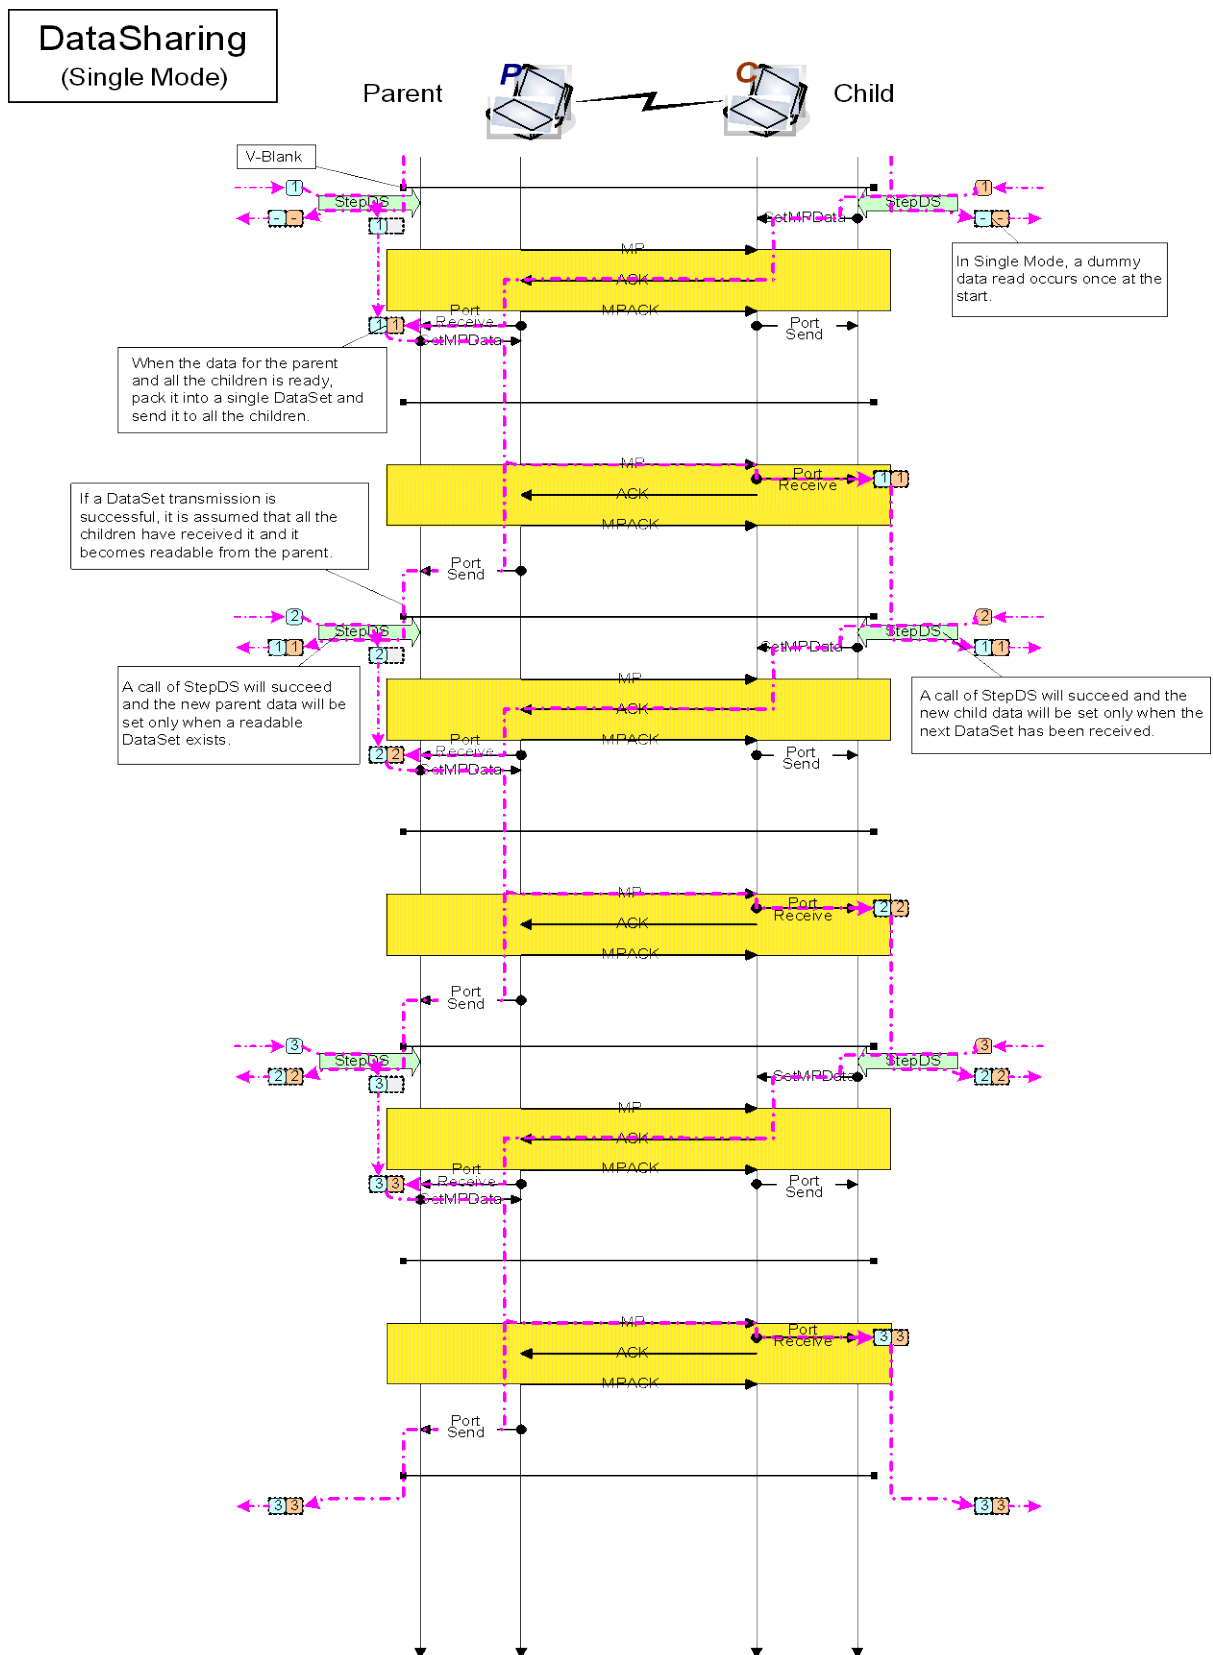 DataSharing
(Single Mode)
Parent
P
C
Child
V-Blank
1
1
StepDS
StepDS
- -
- -
SetMPData
1
MP
In Single Mode, a dummy
data read occurs once at the
start.
ACK
MPACK
1 1
Port
Receive
Port
Send
SetMPData
When the data for the parent
and all the children is ready,
pack it into a single DataSet and
send it to all the children.
MP
Port
Receive
1 1
ACK
MPACK
If a DataSet transmission is
successful, it is assumed that all the
children have received it and it
becomes readable from the parent.
Port
Send
2
2
StepDS
StepDS
1 1
1 1
SetMPData
2
MP
A call of StepDS will succeed
and the new parent data will be
set only when a readable
DataSet exists.
A call of StepDS will succeed and the
new child data will be set only when the
next DataSet has been received.
ACK
MPACK
2 2
Port
Receive
Port
Send
SetMPData
MP
Port
Receive
2 2
ACK
MPACK
Port
Send
3
3
StepDS
StepDS
2 2
2 2
SetMPData
3
MP
ACK
MPACK
3 3
Port
Receive
Port
Send
SetMPData
MP
Port
Receive
3 3
ACK
MPACK
Port
Send
3 3
3 3